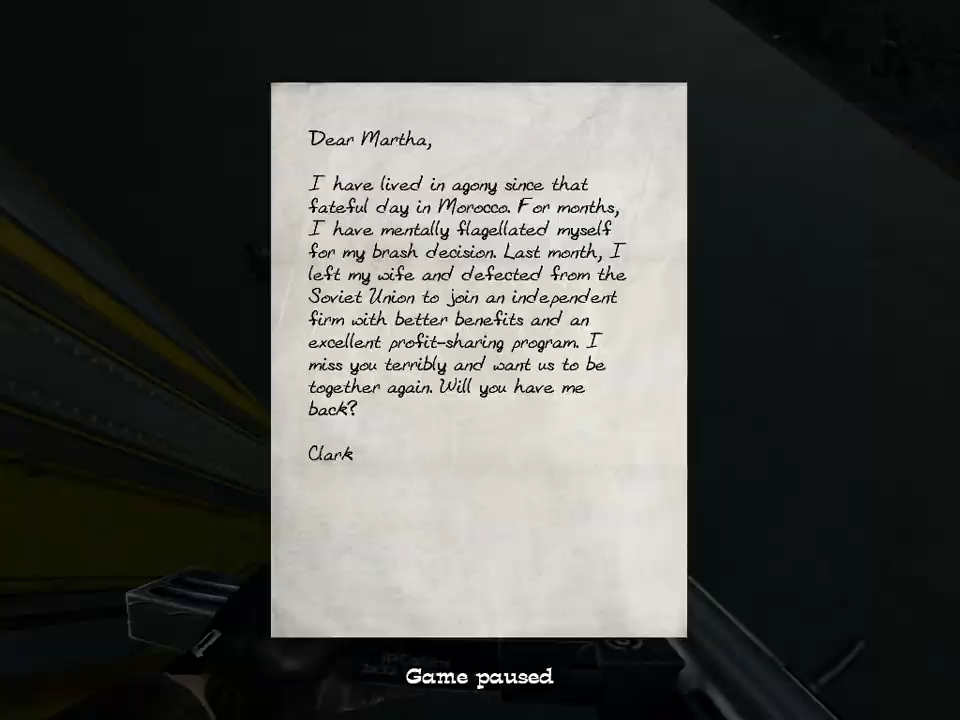 Dear Martha,
I have lived in agony since that
fateful day in Morocco. For months,
I have mentally flagellated myself
for my brash decision. Last month, I
left my wife and defected from the
Soviet Union to join an independent
firm with better benefits and an
excellent profit-sharing program. I
miss you terribly and want us to be
together again. Will you have me
back?
Clark
Game paused